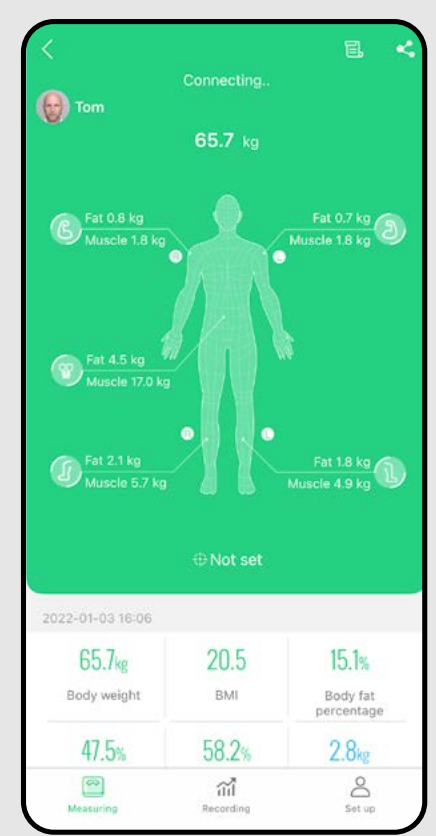 Connecting..
Tom
65.7 kg
Fat 0.8 kg
Muscle 1.8 kg
Fat 0.7 kg
Muscle 1.8 kg
R
L
Fat 4.5 kg
Muscle 17.0 kg
R
L
Fat 2.1 kg
Muscle 5.7 kg
Fat 1.8 kg
Muscle 4.9 kg
Not set
2022-01-03 16:06
65.7kg
20.5
15.1%
Body weight
BMI
Body fat
percentage
47.5%
58.2%
2.8kg
Measuring
Recording
Set up